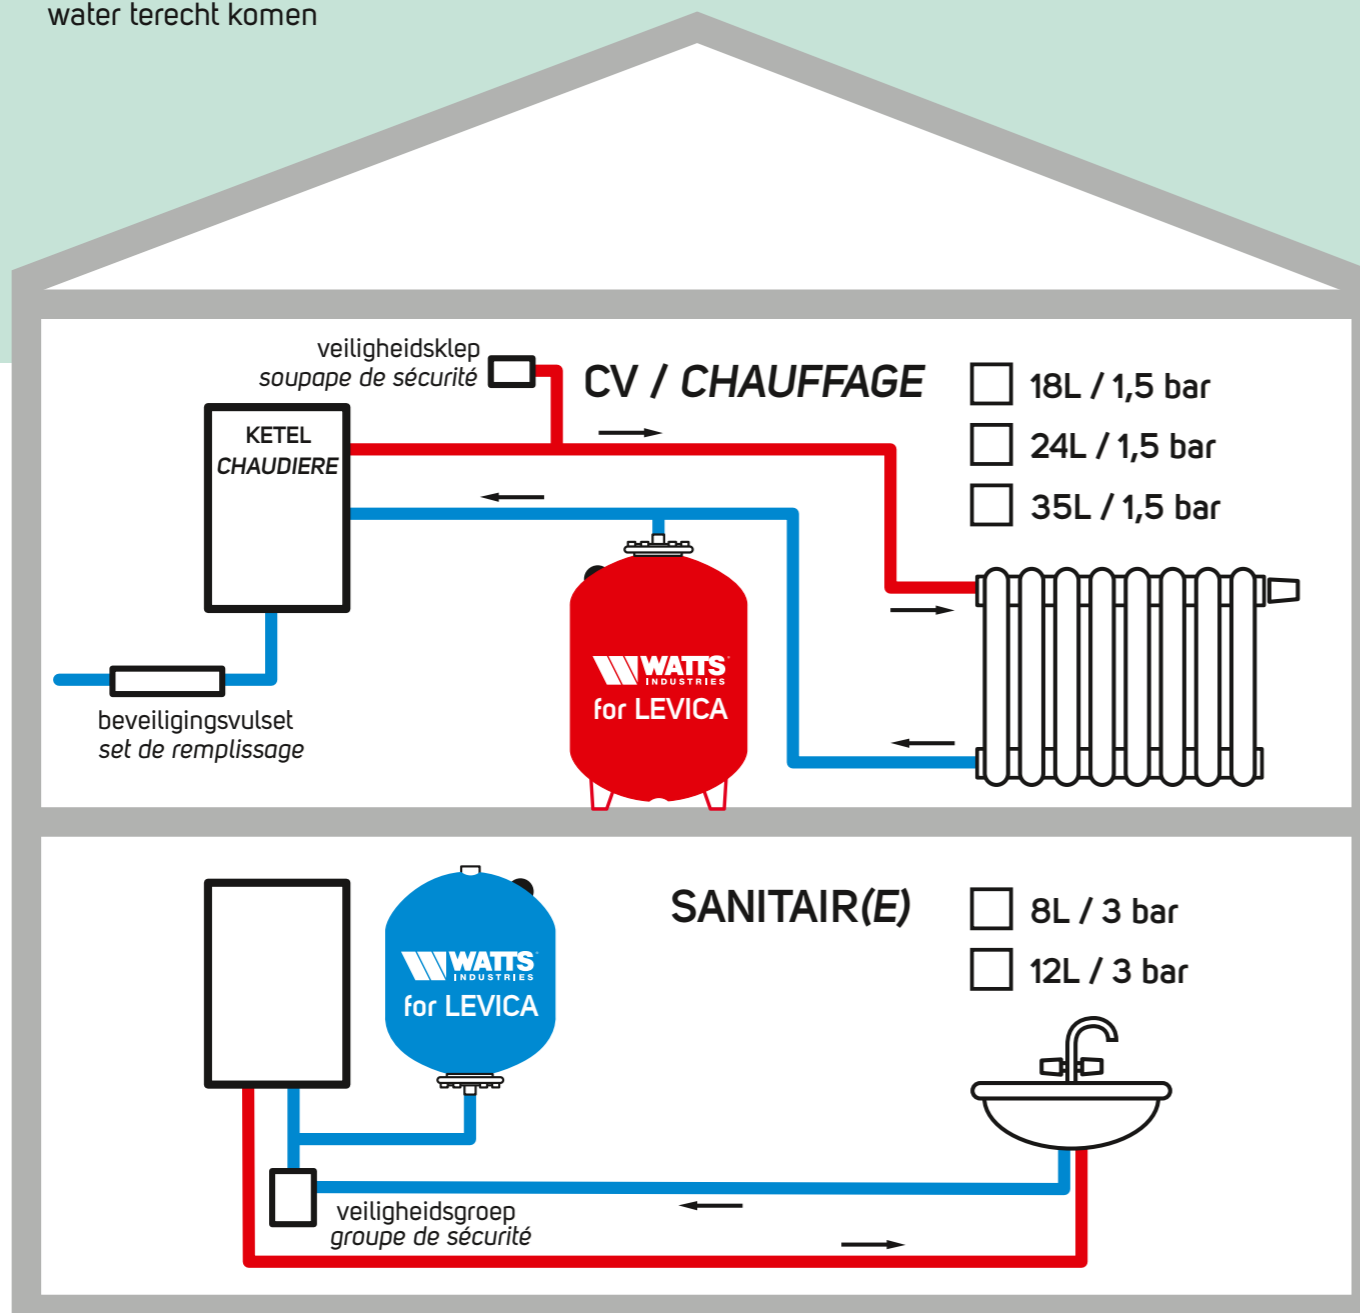 water terecht komen
veiligheidsklep
soupape de sécurité
CV / CHAUFFAGE
18L / 1,5 bar
24L / 1,5 bar
35L / 1,5 bar
KETEL
CHAUDIERE
WATTS
INDUSTRIES
for LEVICA
beveiligingsvulset
set de remplissage
SANITAIR(E)
8L / 3 bar
12L / 3 bar
WATTS
INDUSTRIES
for LEVICA
veiligheidsgroep
groupe de sécurité